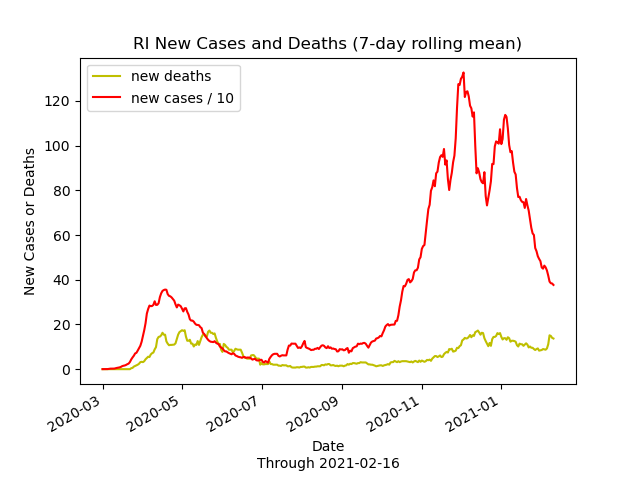 RI New Cases and Deaths (7-day rolling mean)
new deaths
new cases / 10
120
100
80
60
40
20
0
New Cases or Deaths
2020-03
2020-05
2020-07
2020-09
2020-11
2021-01
Date
Through 2021-02-16